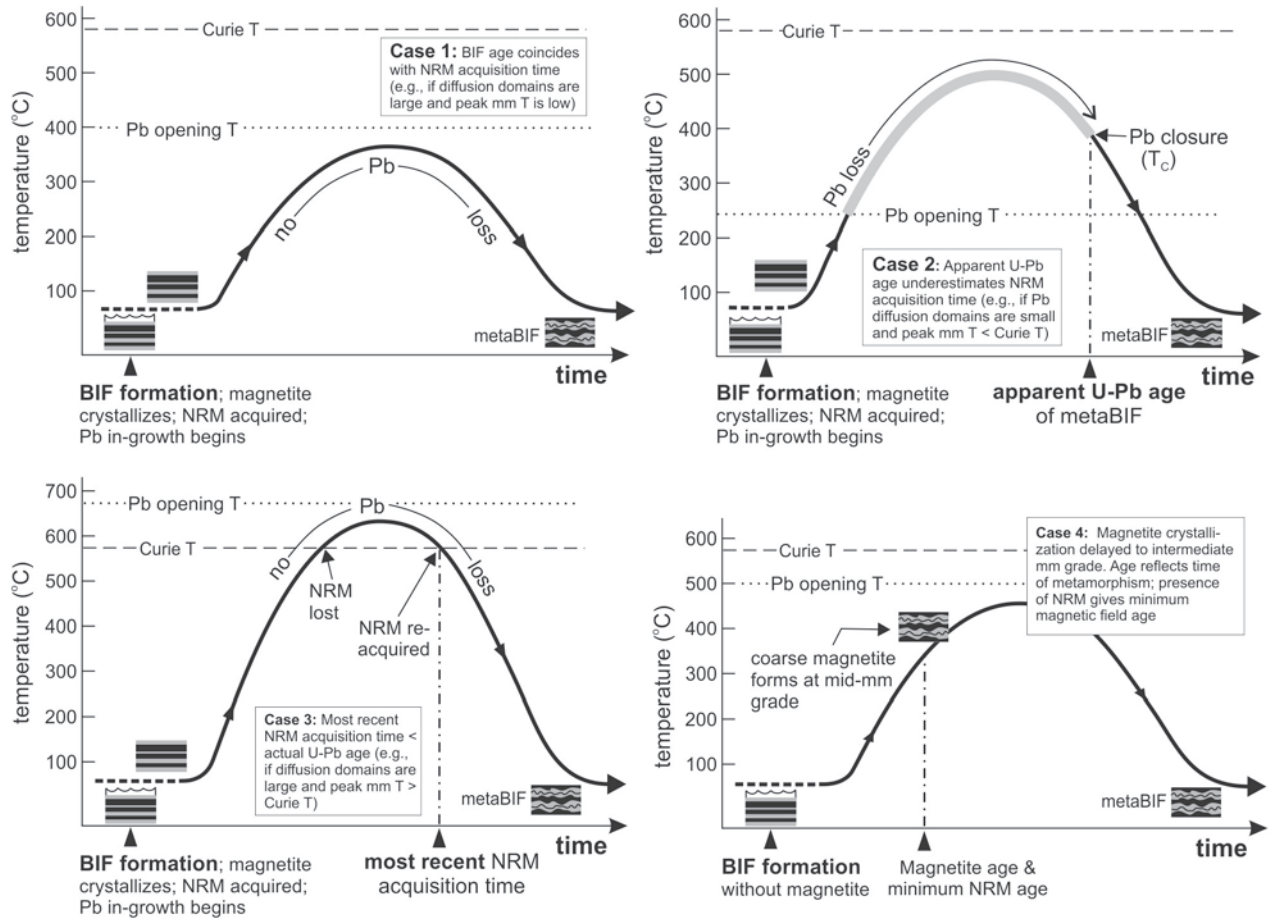 600
500
400
300
200
100
temperature (°C)
Curie T
Case 1: BIF age coincides
with NRM acquisition time
(e.g., if diffusion domains are
large and peak mm T is low)
Pb opening T
no
Pb
loss
metaBIF
time
BIF formation; magnetite
crystallizes; NRM acquired;
Pb in-growth begins
600
500
400
300
200
100
temperature (°C)
Curie T
Pb loss
Pb closure
(TC)
Pb opening T
Case 2: Apparent U-Pb
age underestimates NRM
acquisition time (e.g., if Pb
diffusion domains are small
and peak mm T < Curie T)
metaBIF
time
BIF formation; magnetite
crystallizes; NRM acquired;
Pb in-growth begins
apparent U-Pb age
of metaBIF
700
600
500
400
300
200
100
temperature (°C)
Pb opening T
Curie T
no
Pb
loss
NRM
lost
NRM re-
acquired
Case 3: Most recent
NRM acquisition time <
actual U-Pb age (e.g.,
if diffusion domains are
large and peak mm T >
Curie T)
metaBIF
time
BIF formation; magnetite
crystallizes; NRM acquired;
Pb in-growth begins
most recent NRM
acquisition time
600
500
400
300
200
100
temperature (°C)
Curie T
Pb opening T
Case 4: Magnetite crystalli-
zation delayed to intermediate
mm grade. Age reflects
time of metamorphism; presence
of NRM gives minimum
magnetic field age
coarse magnetite
forms at mid-mm
grade
metaBIF
time
BIF formation
without magnetite
Magnetite age &
minimum NRM age